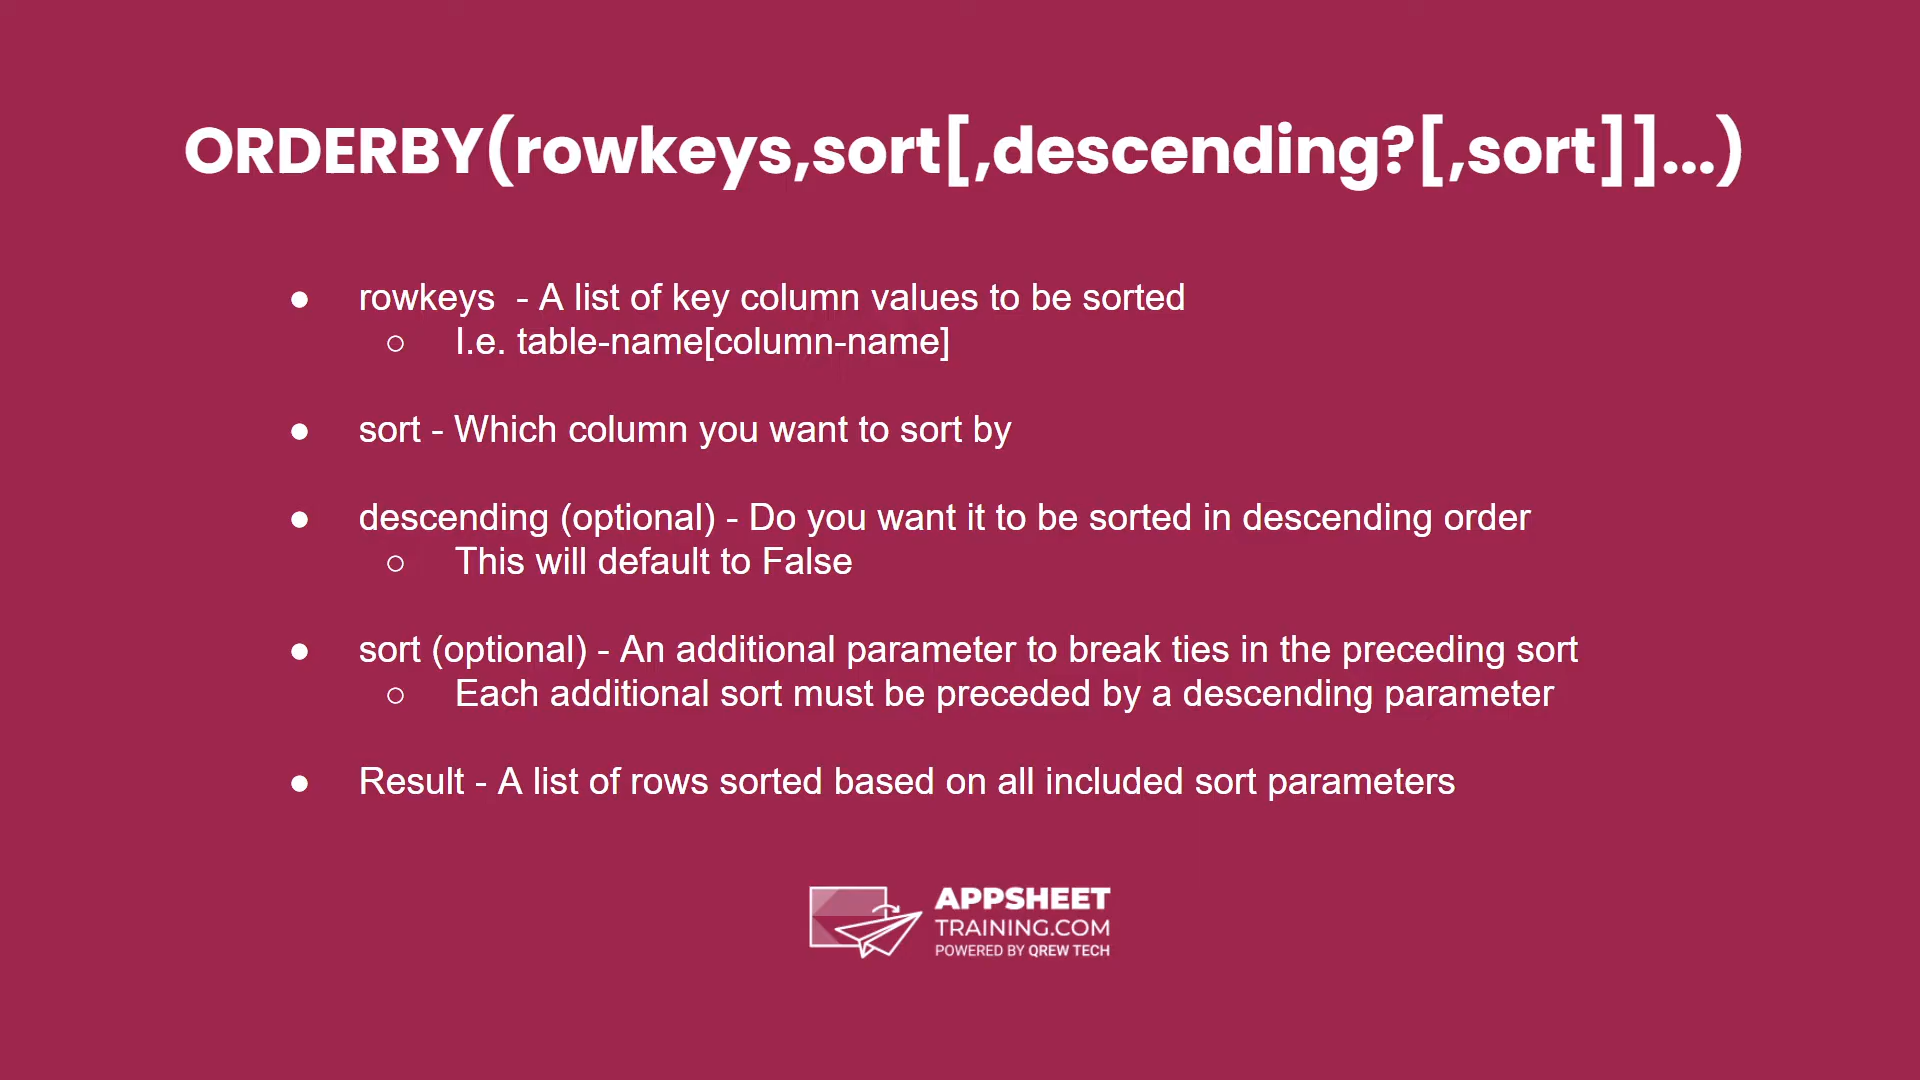 ORDERBY(rowkeys,sort[,descending?[,sort]]...)
● rowkeys  - A list of key column values to be sorted
○ I.e. table-name[column-name]
● sort - Which column you want to sort by
● descending (optional) - Do you want it to be sorted in descending order
○ This will default to False
● sort (optional) - An additional parameter to break ties in the preceding sort
○ Each additional sort must be preceded by a descending parameter
● Result - A list of rows sorted based on all included sort parameters
APPSHEET
TRAINING.COM
POWERED BY QREW TECH